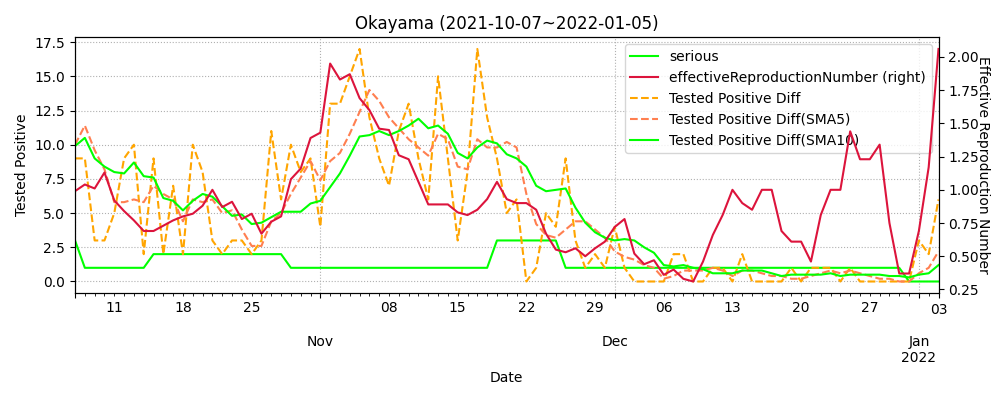 Okayama (2021-10-07~2022-01-05)
17.5
15.0
12.5
10.0
7.5
5.0
2.5
0.0
Tested Positive
serious
effectiveReproductionNumber (right)
Tested Positive Diff
Tested Positive Diff(SMA5)
Tested Positive Diff(SMA10)
2.00
1.75
1.50
1.25
1.00
0.75
0.50
0.25
Effective Reproduction Number
11 18 25 08 15 22 29 06 13 20 27 03
Nov Dec Jan
2022
Date